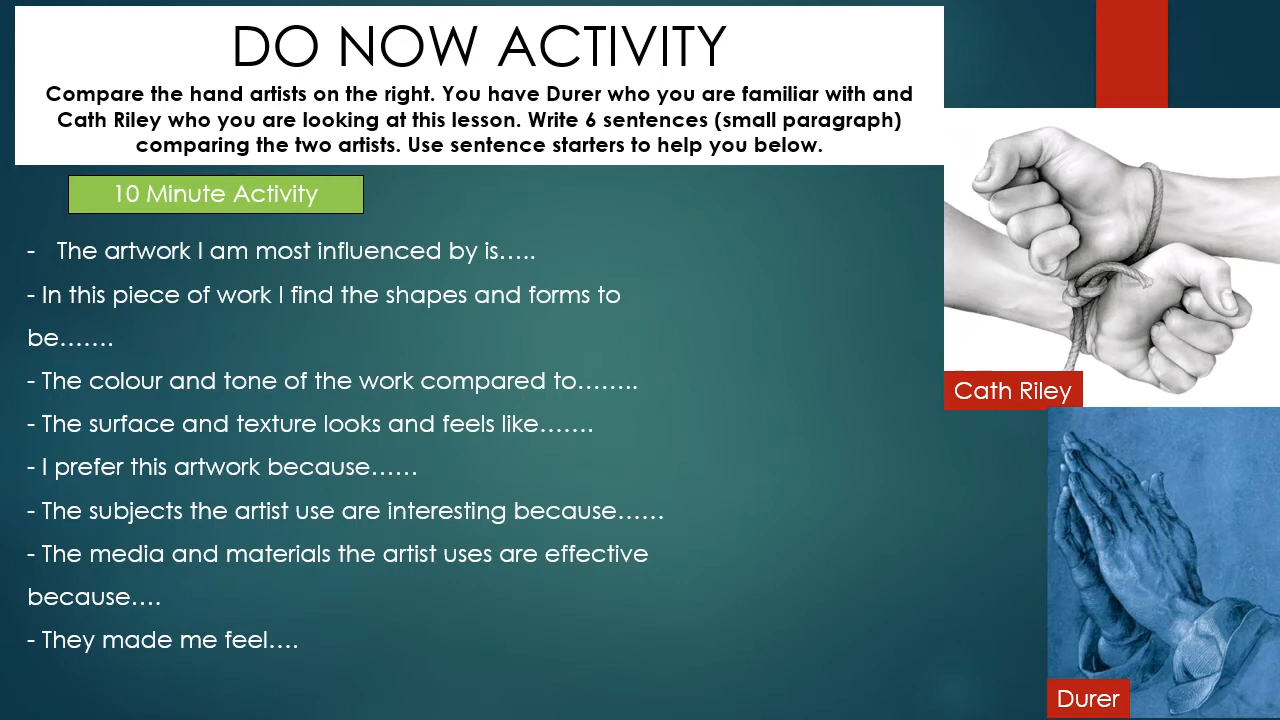 DO NOW ACTIVITY
Compare the hand artists on the right. You have Durer who you are familiar with and
Cath Riley who you are looking at this lesson. Write 6 sentences (small paragraph)
comparing the two artists. Use sentence starters to help you below.
10 Minute Activity
- The artwork I am most influenced by is.....
- In this piece of work I find the shapes and forms to
be.......
- The colour and tone of the work compared to........
- The surface and texture looks and feels like.......
- I prefer this artwork because......
- The subjects the artist use are interesting because......
- The media and materials the artist uses are effective
because....
- They made me feel....
Cath Riley
Durer